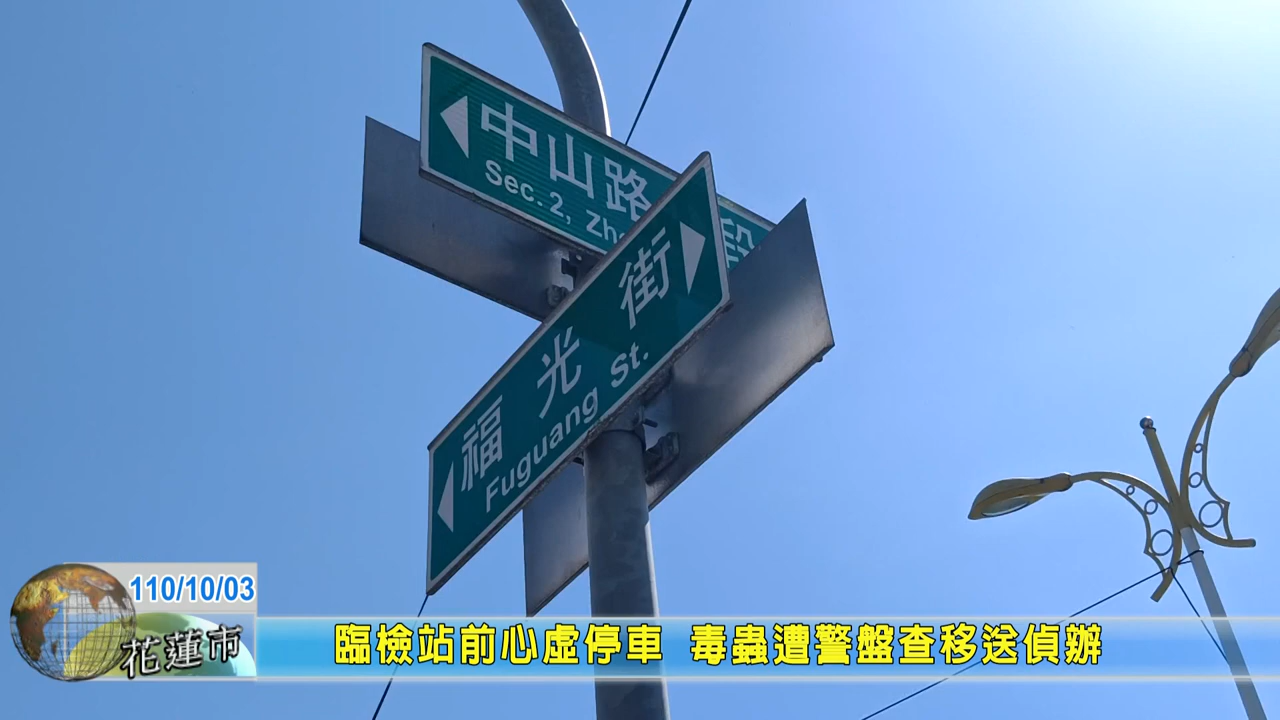 中山路 段
Sec. 2, Zh
福光街
Fuguang St.
110/10/03
花蓮市
臨檢站前心虛停車 毒蟲遭警盤查移送偵辦